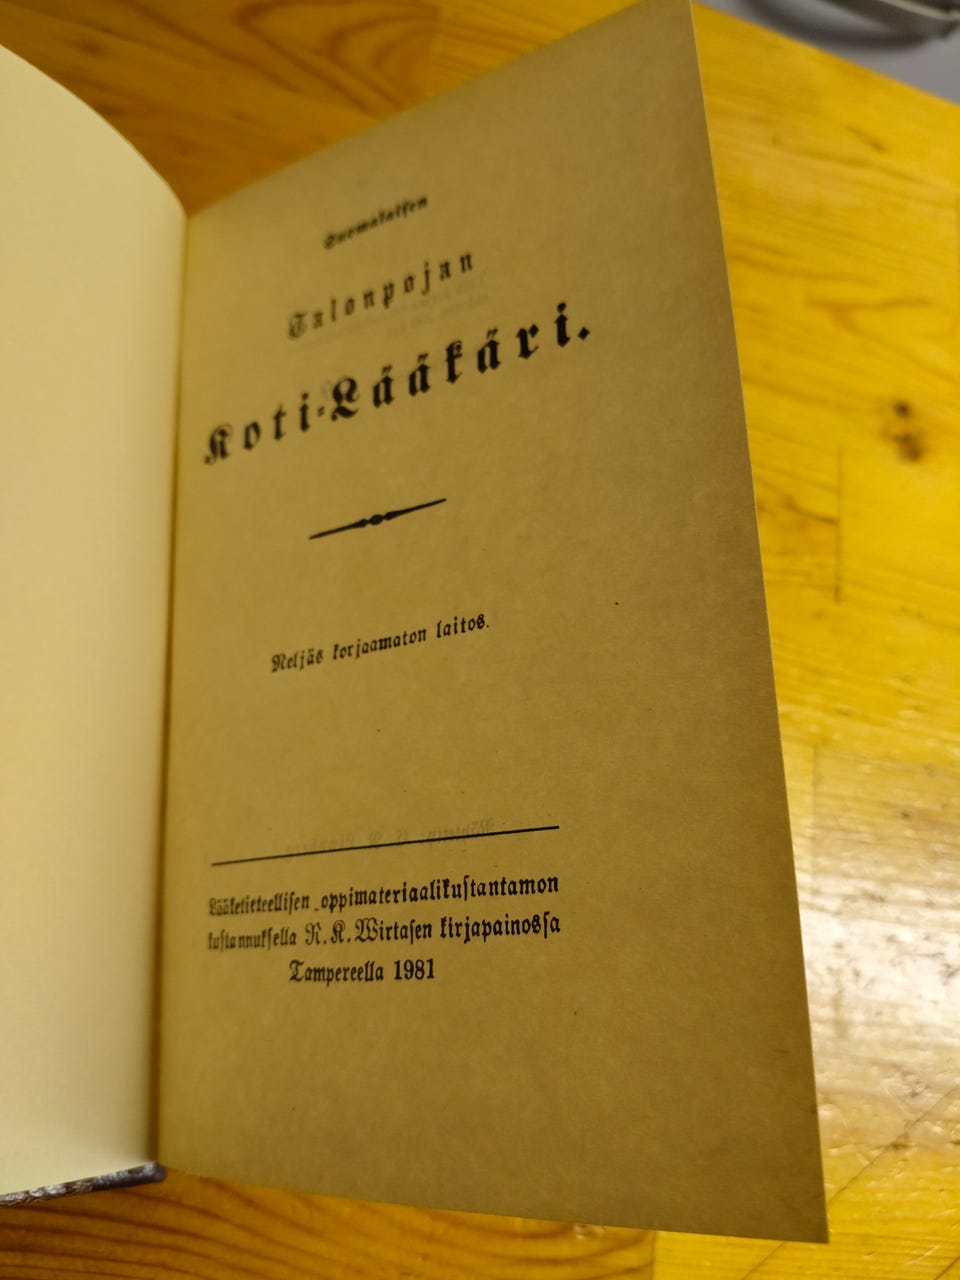 Suomalaisen
Talonpojan
Koti-Lääkäri.
Neljäs korjaamaton laitos.
Lääketieteellisen oppimateriaalikustantamon
kustannuksella R. K. Wirtasen kirjapainossa
Tampereella 1981